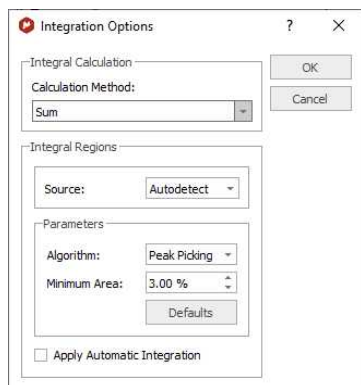 Integration Options ?
Integral Calculation
Calculation Method:
Sum
OK
Cancel
Integral Regions
Source: Autodetect
Parameters
Algorithm: Peak Picking
Minimum Area: 3.00 %
Defaults
Apply Automatic Integration